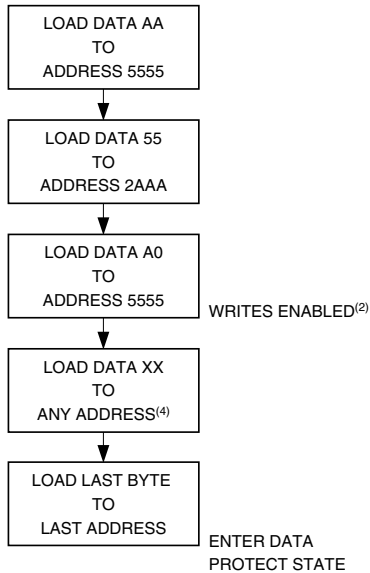 LOAD DATA AA
TO
ADDRESS 5555
LOAD DATA 55
TO
ADDRESS 2AAA
LOAD DATA A0
TO
ADDRESS 5555
WRITES ENABLED(2)
LOAD DATA XX
TO
ANY ADDRESS(4)
LOAD LAST BYTE
TO
LAST ADDRESS
ENTER DATA
PROTECT STATE